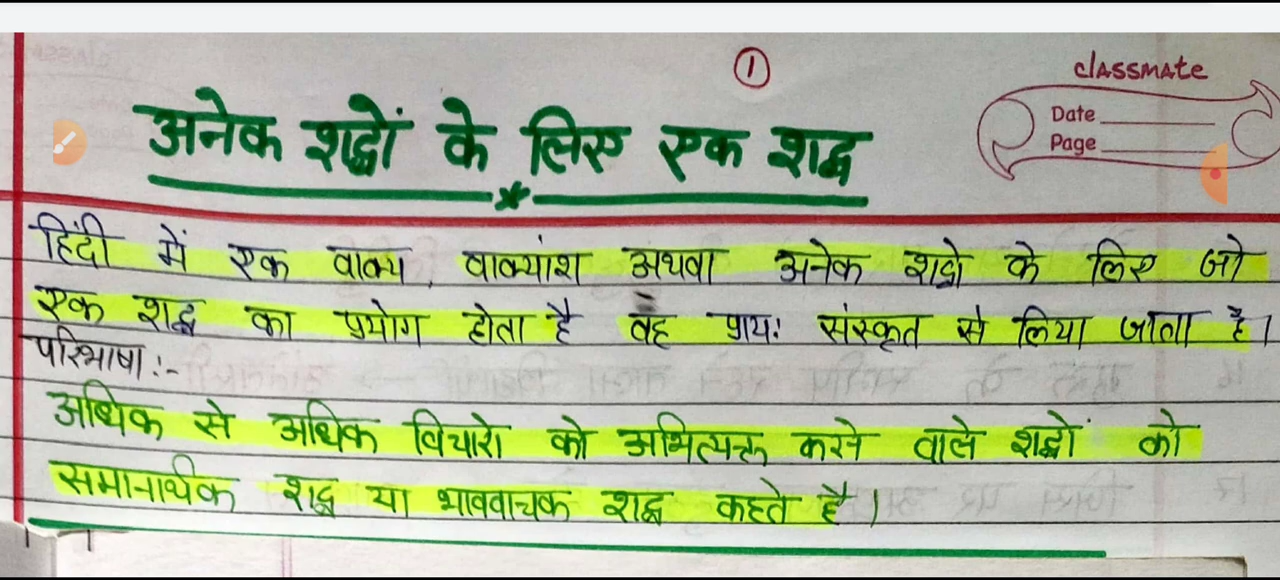 ①
classmate
Date
Page
अनेक शब्दों के लिए एक शब्द
हिंदी में एक वाक्य, वाक्यांश अथवा अनेक शब्दो के लिए जो
एक शब्द का प्रयोग होता है वह प्रायः संस्कृत से लिया जाता है।
परिभाषा:-
अधिक से अधिक विचारो को अभिव्यक्त करने वाले शब्दों को
समानार्थक शब्द या भाववाचक शब्द कहते है।